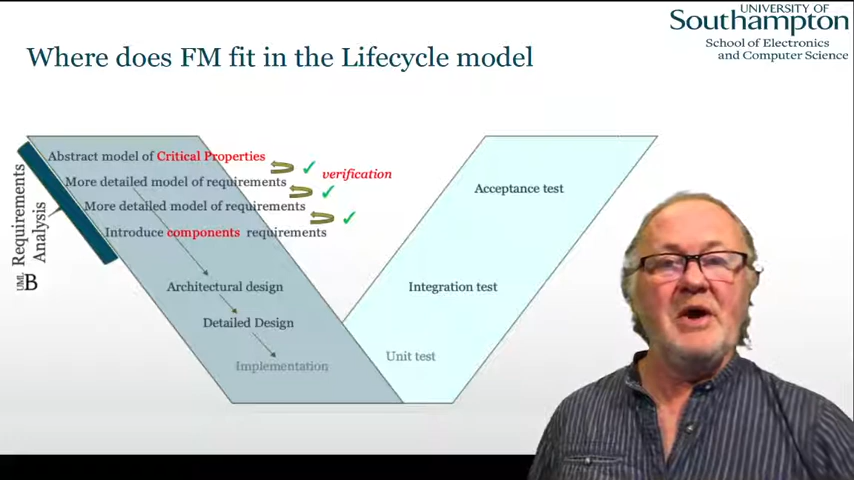 UNIVERSITY OF
Southampton
School of Electronics
and Computer Science
Where does FM fit in the Lifecycle model
Abstract model of Critical Properties
verification
More detailed model of requirements
More detailed model of requirements
Introduce components requirements
Requirements
Analysis
UML
B
Acceptance test
Architectural design
Integration test
Detailed Design
Unit test
Implementation